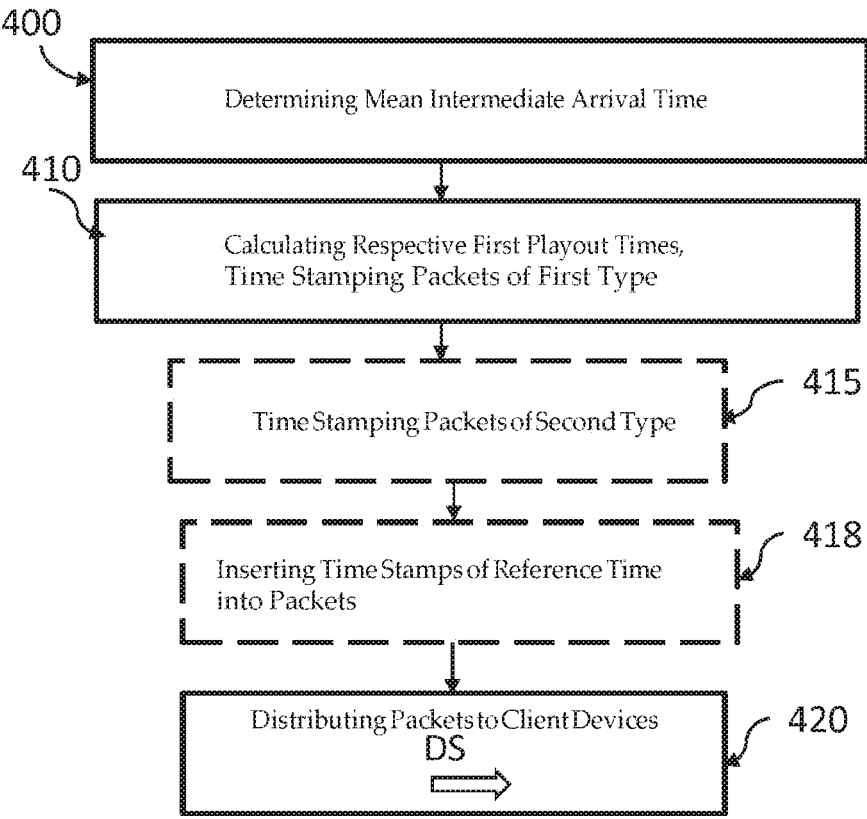 400
Determining Mean Intermediate Arrival Time
410
Calculating Respective First Playout Times,
Time Stamping Packets of First Type
415
Time Stamping Packets of Second Type
418
Inserting Time Stamps of Reference Time
into Packets
420
Distributing Packets to Client Devices
DS